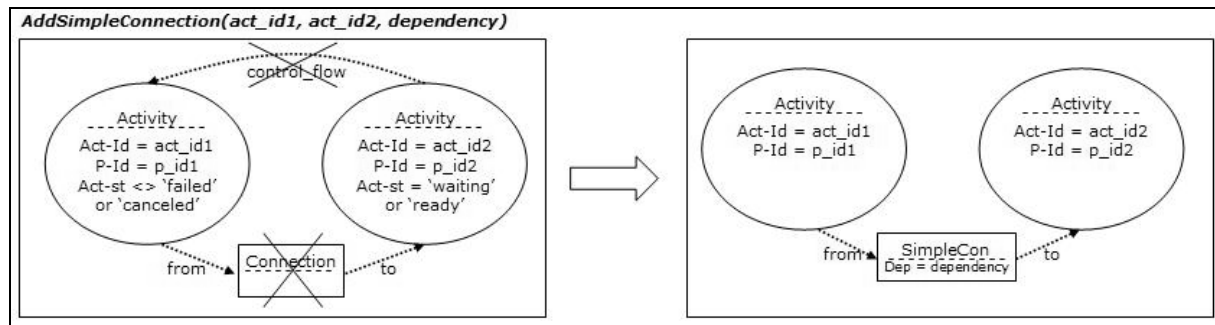 AddSimpleConnection(act_id1, act_id2, dependency)
control_flow
Activity
Act-Id = act_id1
P-Id = p_id1
Act-st <> ‘failed’
or ‘canceled’
Activity
Act-Id = act_id2
P-Id = p_id2
Act-st = ‘waiting’
or ‘ready’
from
Connection
to
Activity
Act-Id = act_id1
P-Id = p_id1
Activity
Act-Id = act_id2
P-Id = p_id2
from
SimpleCon
Dep = dependency
to